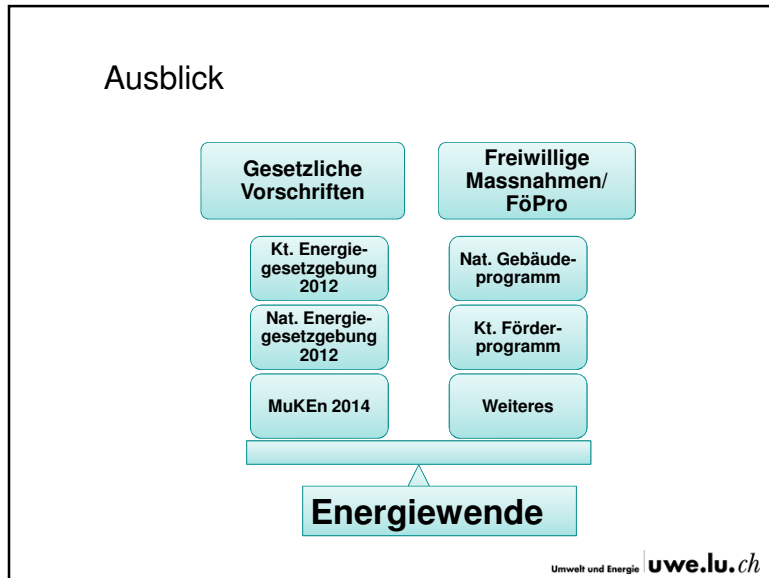 Ausblick
Gesetzliche
Vorschriften
Freiwillige
Massnahmen/
FöPro
Kt. Energie-
gesetzgebung
2012
Nat. Gebäude-
programm
Nat. Energie-
gesetzgebung
2012
Kt. Förder-
programm
MuKEn 2014
Weiteres
Energiewende
Umwelt und Energie uwe.lu.ch